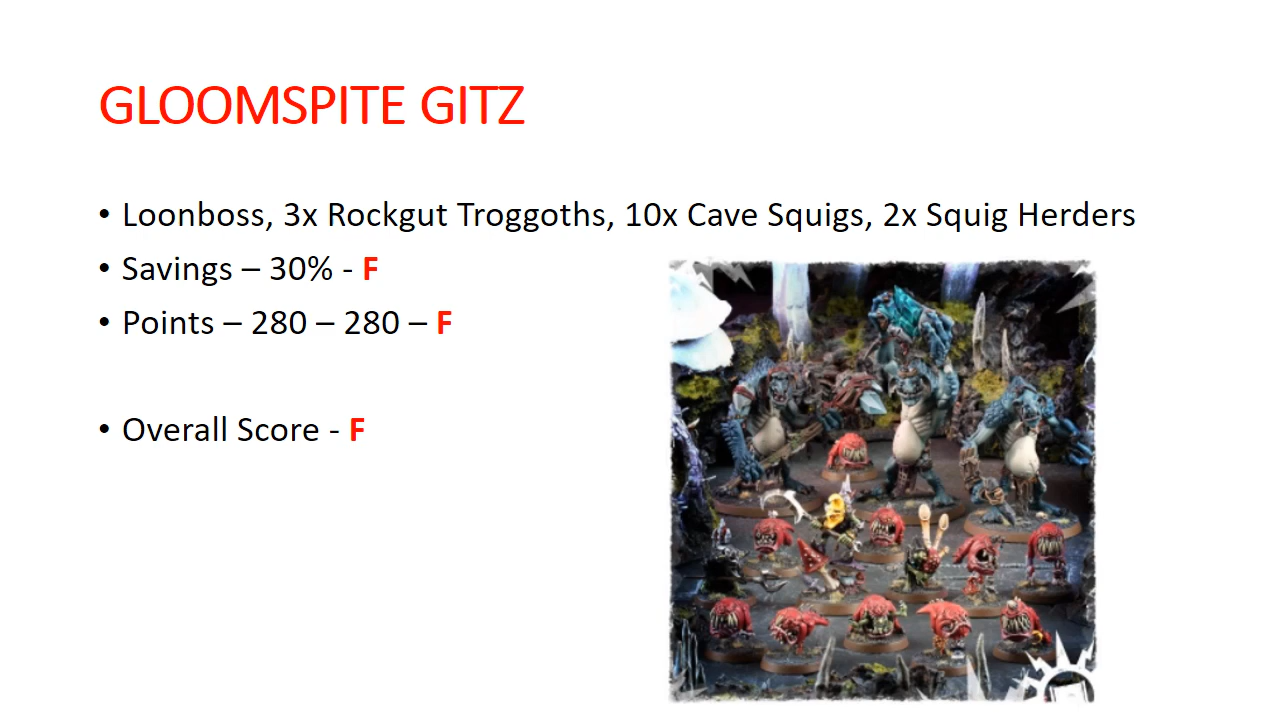 GLOOMSPITE GITZ
• Loonboss, 3x Rockgut Troggoths, 10x Cave Squigs, 2x Squig Herders
• Savings – 30% - F
• Points – 280 – 280 – F
• Overall Score - F